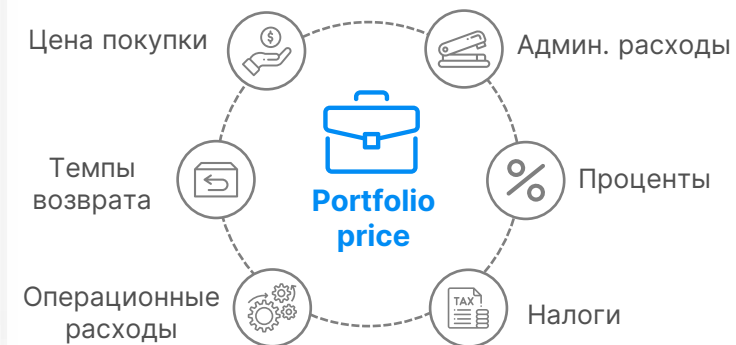 Цена покупки
Админ. расходы
Темпы
возврата
Portfolio
price
Проценты
Операционные
расходы
TAX
Налоги